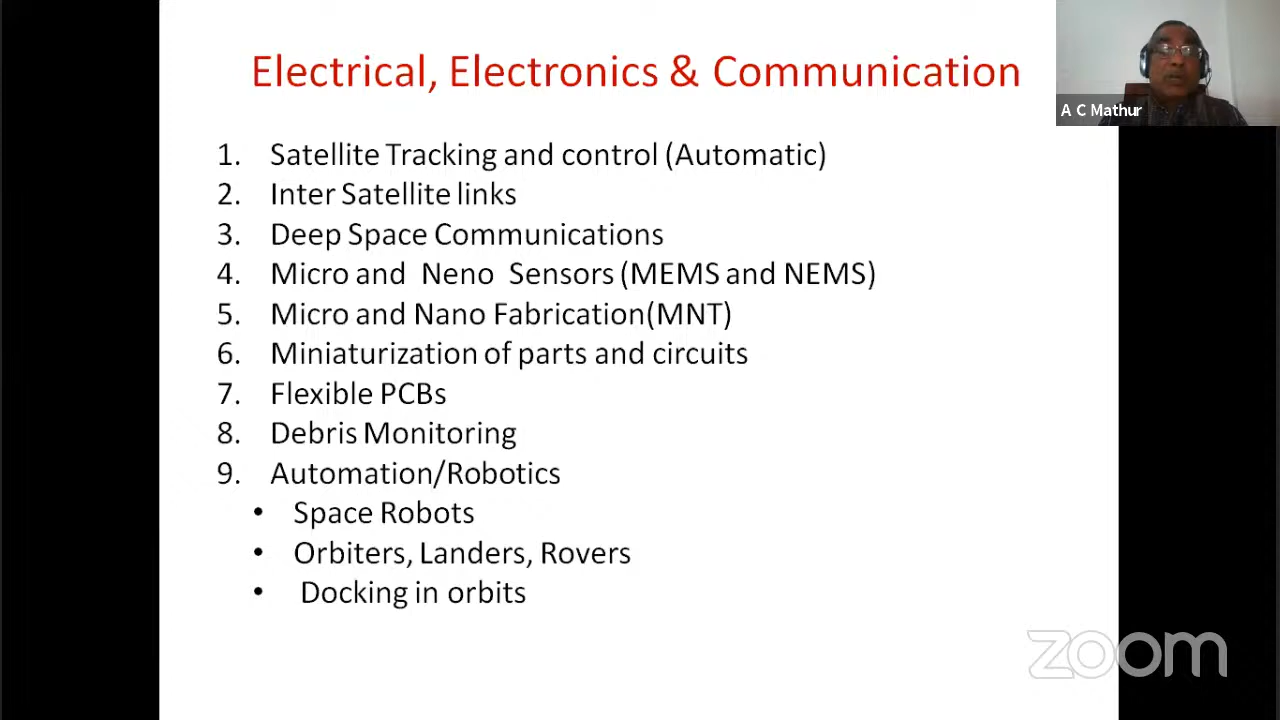 Electrical, Electronics & Communication
A C Mathur
1. Satellite Tracking and control (Automatic)
2. Inter Satellite links
3. Deep Space Communications
4. Micro and Neno Sensors (MEMS and NEMS)
5. Micro and Nano Fabrication(MNT)
6. Miniaturization of parts and circuits
7. Flexible PCBs
8. Debris Monitoring
9. Automation/Robotics
• Space Robots
• Orbiters, Landers, Rovers
• Docking in orbits
zoom